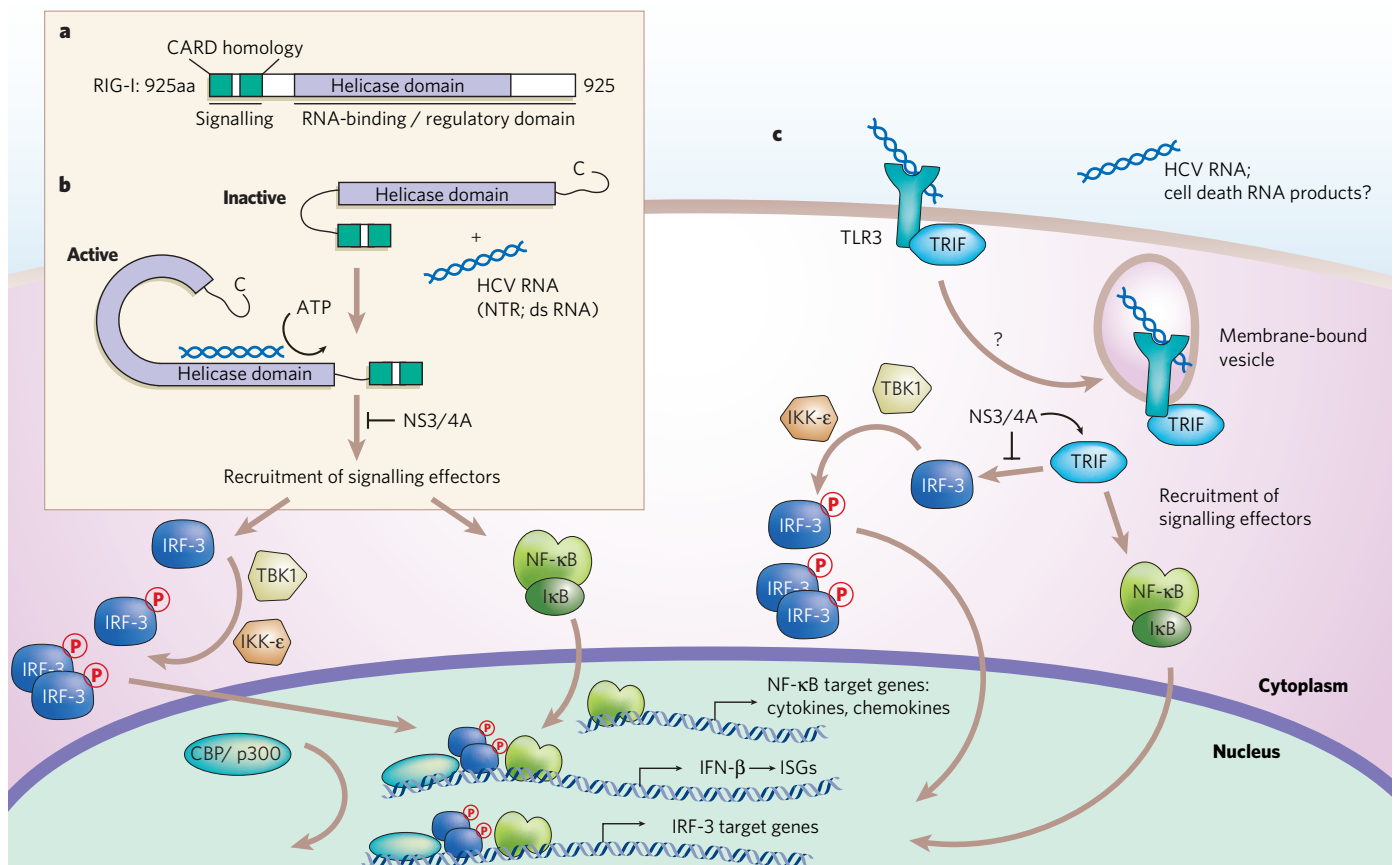 a
CARD homology
RIG-I: 925aa
Helicase domain
925
Signalling
RNA-binding / regulatory domain
b
Inactive
Helicase domain
C
+
HCV RNA
(NTR; ds RNA)
Active
C
ATP
Helicase domain
NS3/4A
Recruitment of signalling effectors
IRF-3
TBK1
IKK-ε
IRF-3
P
IRF-3
P
IRF-3
P
NF-κB
IκB
c
TLR3
TRIF
HCV RNA;
cell death RNA products?
?
Membrane-bound
vesicle
TRIF
TBK1
IKK-ε
NS3/4A
TRIF
IRF-3
IRF-3
P
IRF-3
P
IRF-3
P
Recruitment of
signalling effectors
NF-κB
IκB
Cytoplasm
Nucleus
CBP/ p300
NF-κB target genes:
cytokines, chemokines
P
P
IFN-β
ISGs
P
P
IRF-3 target genes